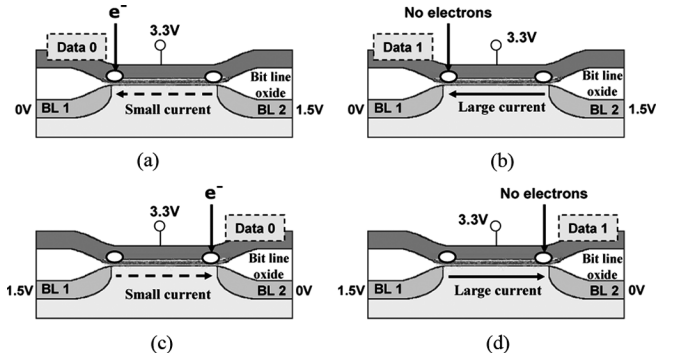 e⁻
Data 0
3.3V
Bit line
oxide
0V
BL 1
Small current
BL 2
1.5V
(a)
No electrons
Data 1
3.3V
Bit line
oxide
0V
BL 1
Large current
BL 2
1.5V
(b)
e⁻
3.3V
Data 0
Bit line
oxide
1.5V
BL 1
Small current
BL 2
0V
(c)
No electrons
3.3V
Data 1
Bit line
oxide
1.5V
BL 1
Large current
BL 2
0V
(d)